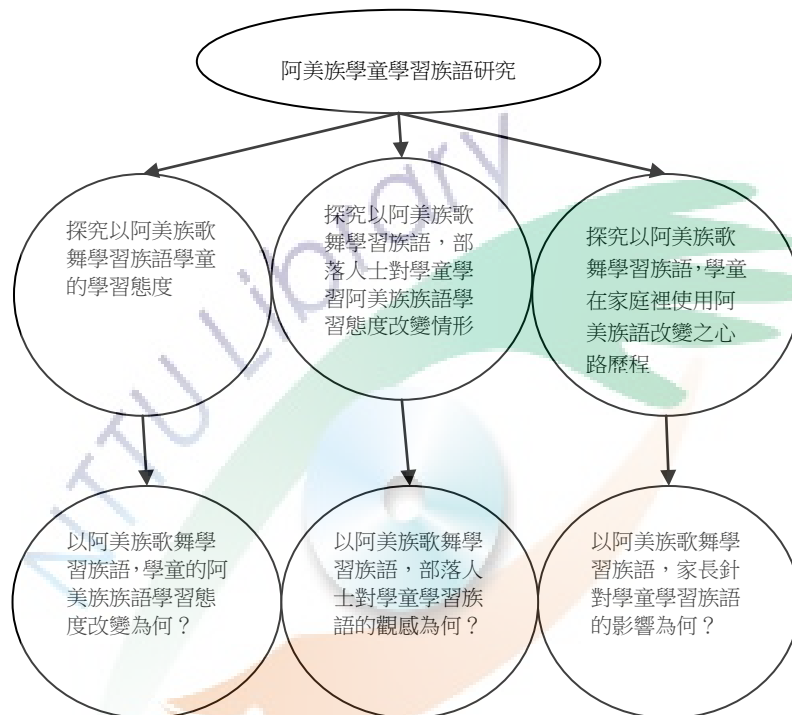 阿美族學童學習族語研究
探究以阿美族歌
舞學習族語學童
的學習態度
探究以阿美族歌
舞學習族語，部
落人士對學童學
習阿美族族語學
習態度改變情形
探究以阿美族歌
舞學習族語，學童
在家庭裡使用阿
美族語改變之心
路歷程
以阿美族歌舞學
習族語，學童的阿
美族族語學習態
度改變為何？
以阿美族歌舞學
習族語，部落人
士對學童學習族
語的觀感為何？
以阿美族歌舞學
習族語，家長針
對學童學習族語
的影響為何？
NTTU Library